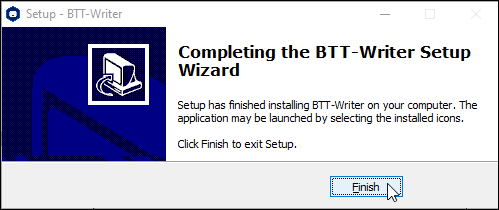 Setup - BTT-Writer
Completing the BTT-Writer Setup
Wizard
Setup has finished installing BTT-Writer on your computer. The
application may be launched by selecting the installed icons.
Click Finish to exit Setup.
Finish